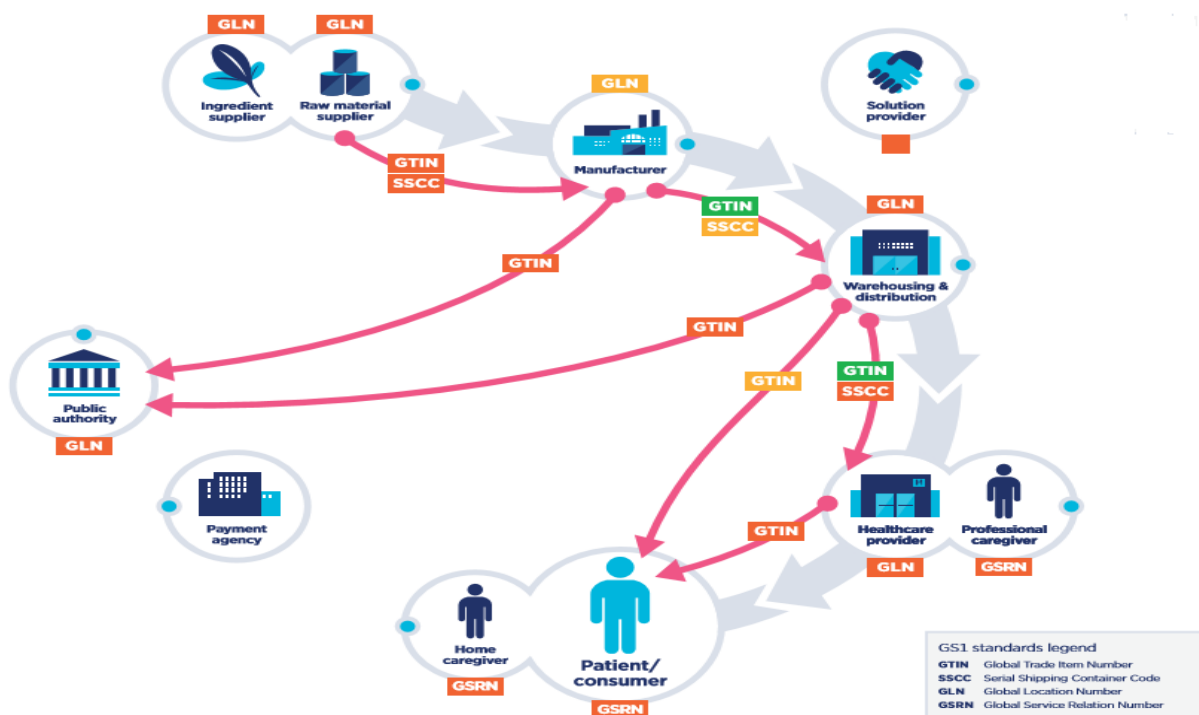 GLN
GLN
Ingredient
supplier
Raw material
supplier
GLN
Manufacturer
Solution
provider
GTIN
SSCC
GTIN
SSCC
GLN
Warehousing &
distribution
GTIN
GTIN
GTIN
GTIN
SSCC
Public
authority
GLN
Payment
agency
GTIN
H
Healthcare
provider
GLN
Professional
caregiver
GSRN
Home
caregiver
GSRN
Patient/
consumer
GSRN
GS1 standards legend
GTIN Global Trade Item Number
SSCC Serial Shipping Container Code
GLN Global Location Number
GSRN Global Service Relation Number